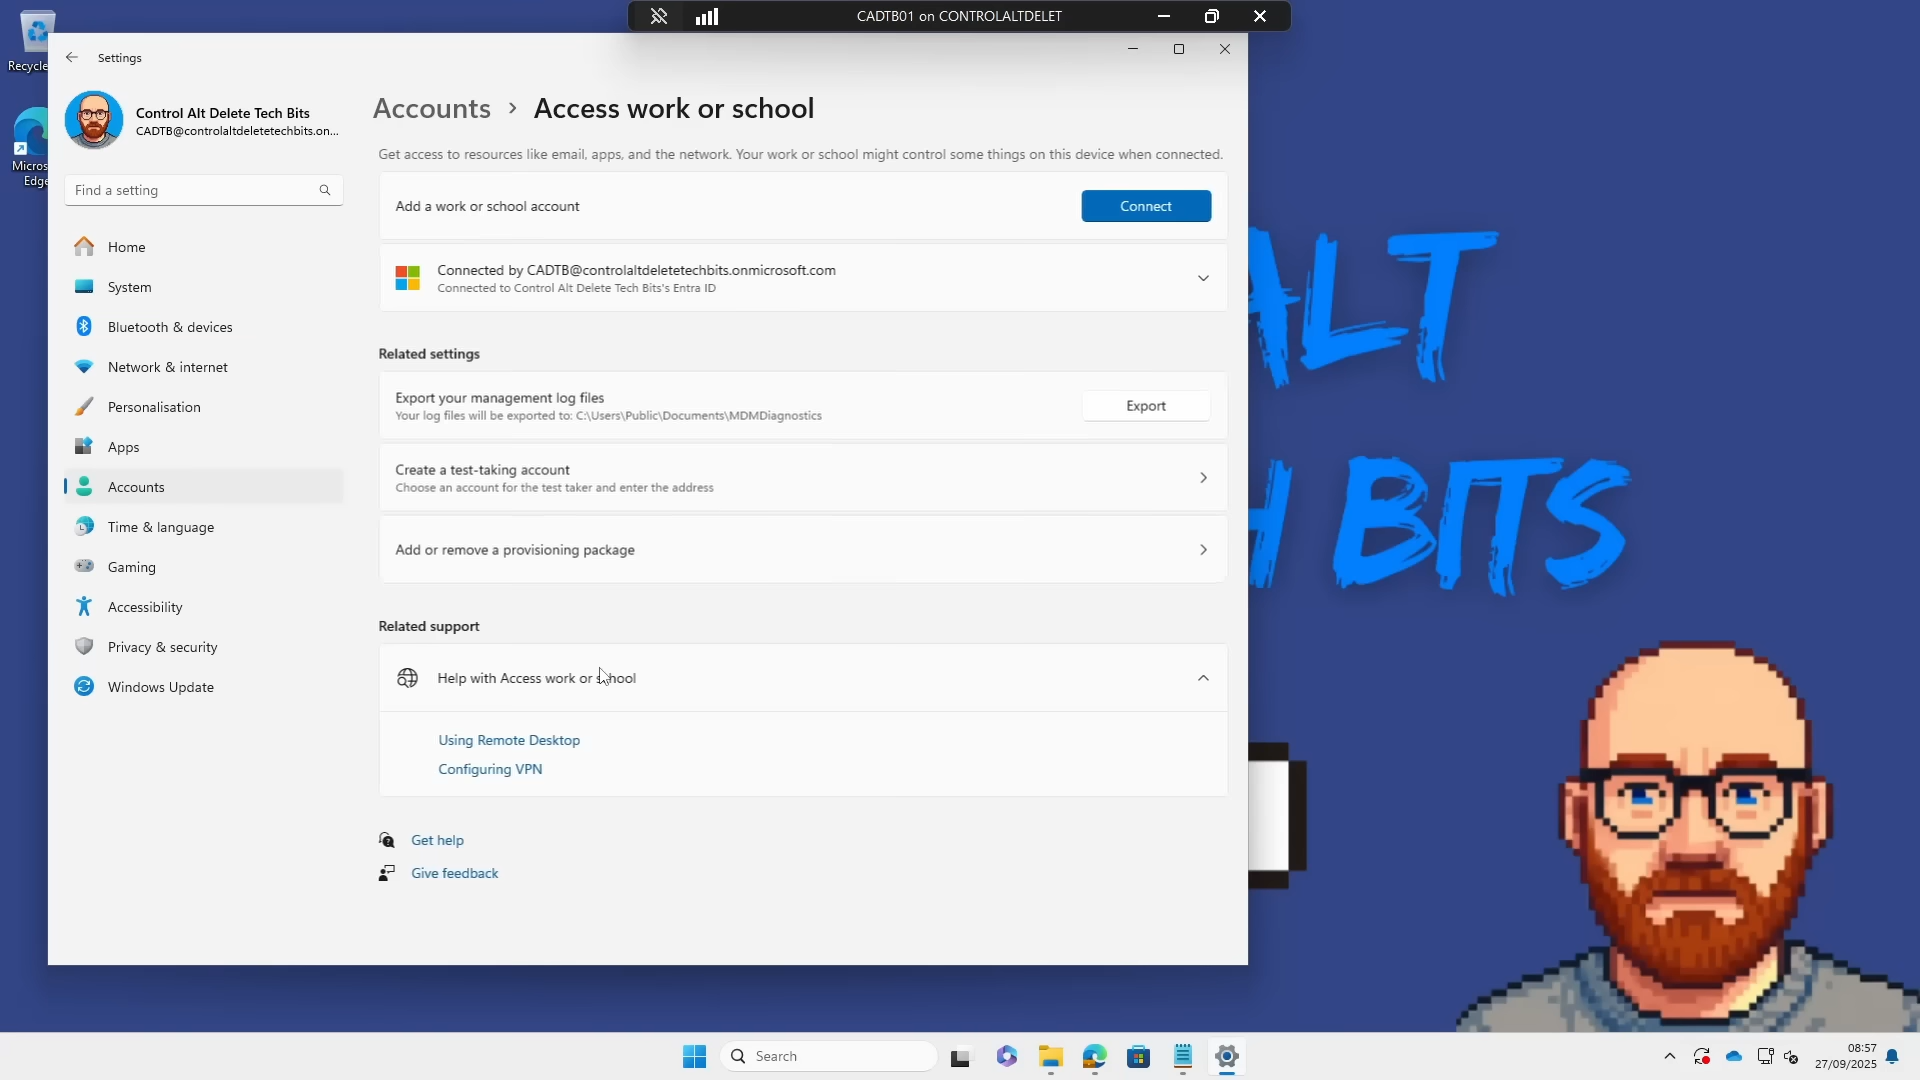 CADTB01 on CONTROLALTDELET
Recycle
Micros
Edge
Settings
Control Alt Delete Tech Bits
CADTB@controlaltdeletetechbits.on...
Find a setting
Home
System
Bluetooth & devices
Network & internet
Personalisation
Apps
Accounts
Time & language
Gaming
Accessibility
Privacy & security
Windows Update
Accounts > Access work or school
Get access to resources like email, apps, and the network. Your work or school might control some things on this device when connected.
Add a work or school account
Connect
Connected by CADTB@controlaltdeletetechbits.onmicrosoft.com
Connected to Control Alt Delete Tech Bits's Entra ID
Related settings
Export your management log files
Your log files will be exported to: C:\Users\Public\Documents\MDMDiagnostics
Export
Create a test-taking account
Choose an account for the test taker and enter the address
Add or remove a provisioning package
Related support
Help with Access work or school
Using Remote Desktop
Configuring VPN
Get help
Give feedback
ALT
H BITS
Search
08:57
27/09/2025